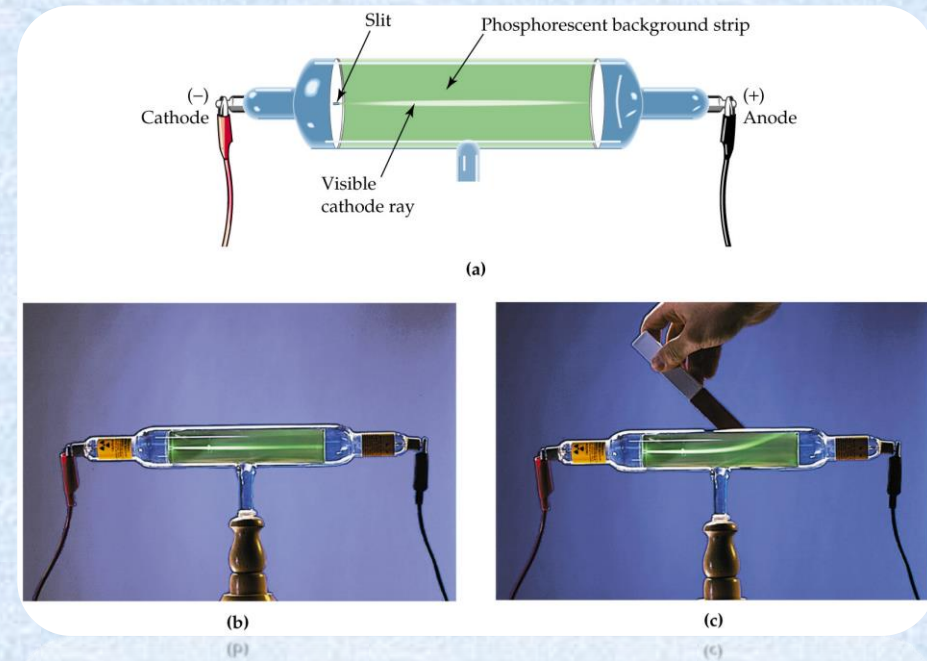 Slit
Phosphorescent background strip
(−)
Cathode
(+)
Anode
Visible
cathode ray
(a)
(b)
(c)